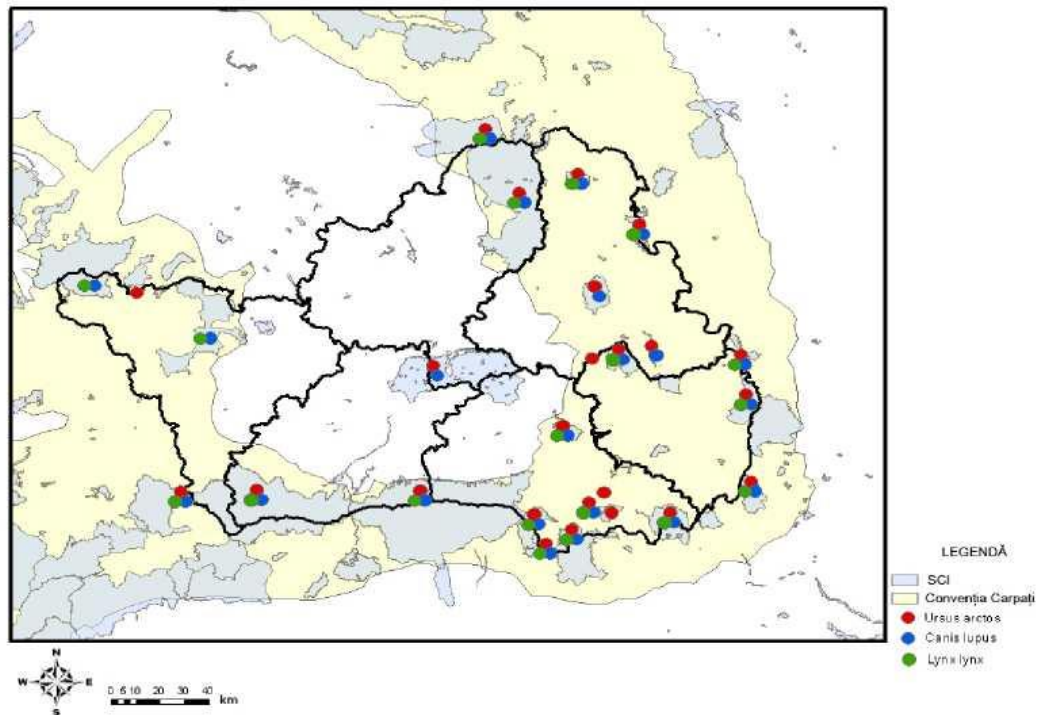 LEGENDĂ
SCI
Convenția Carpați
Ursus arctos
Canis lupus
Lynx lynx
N
W E
S
0 5 10 20 30 40
km